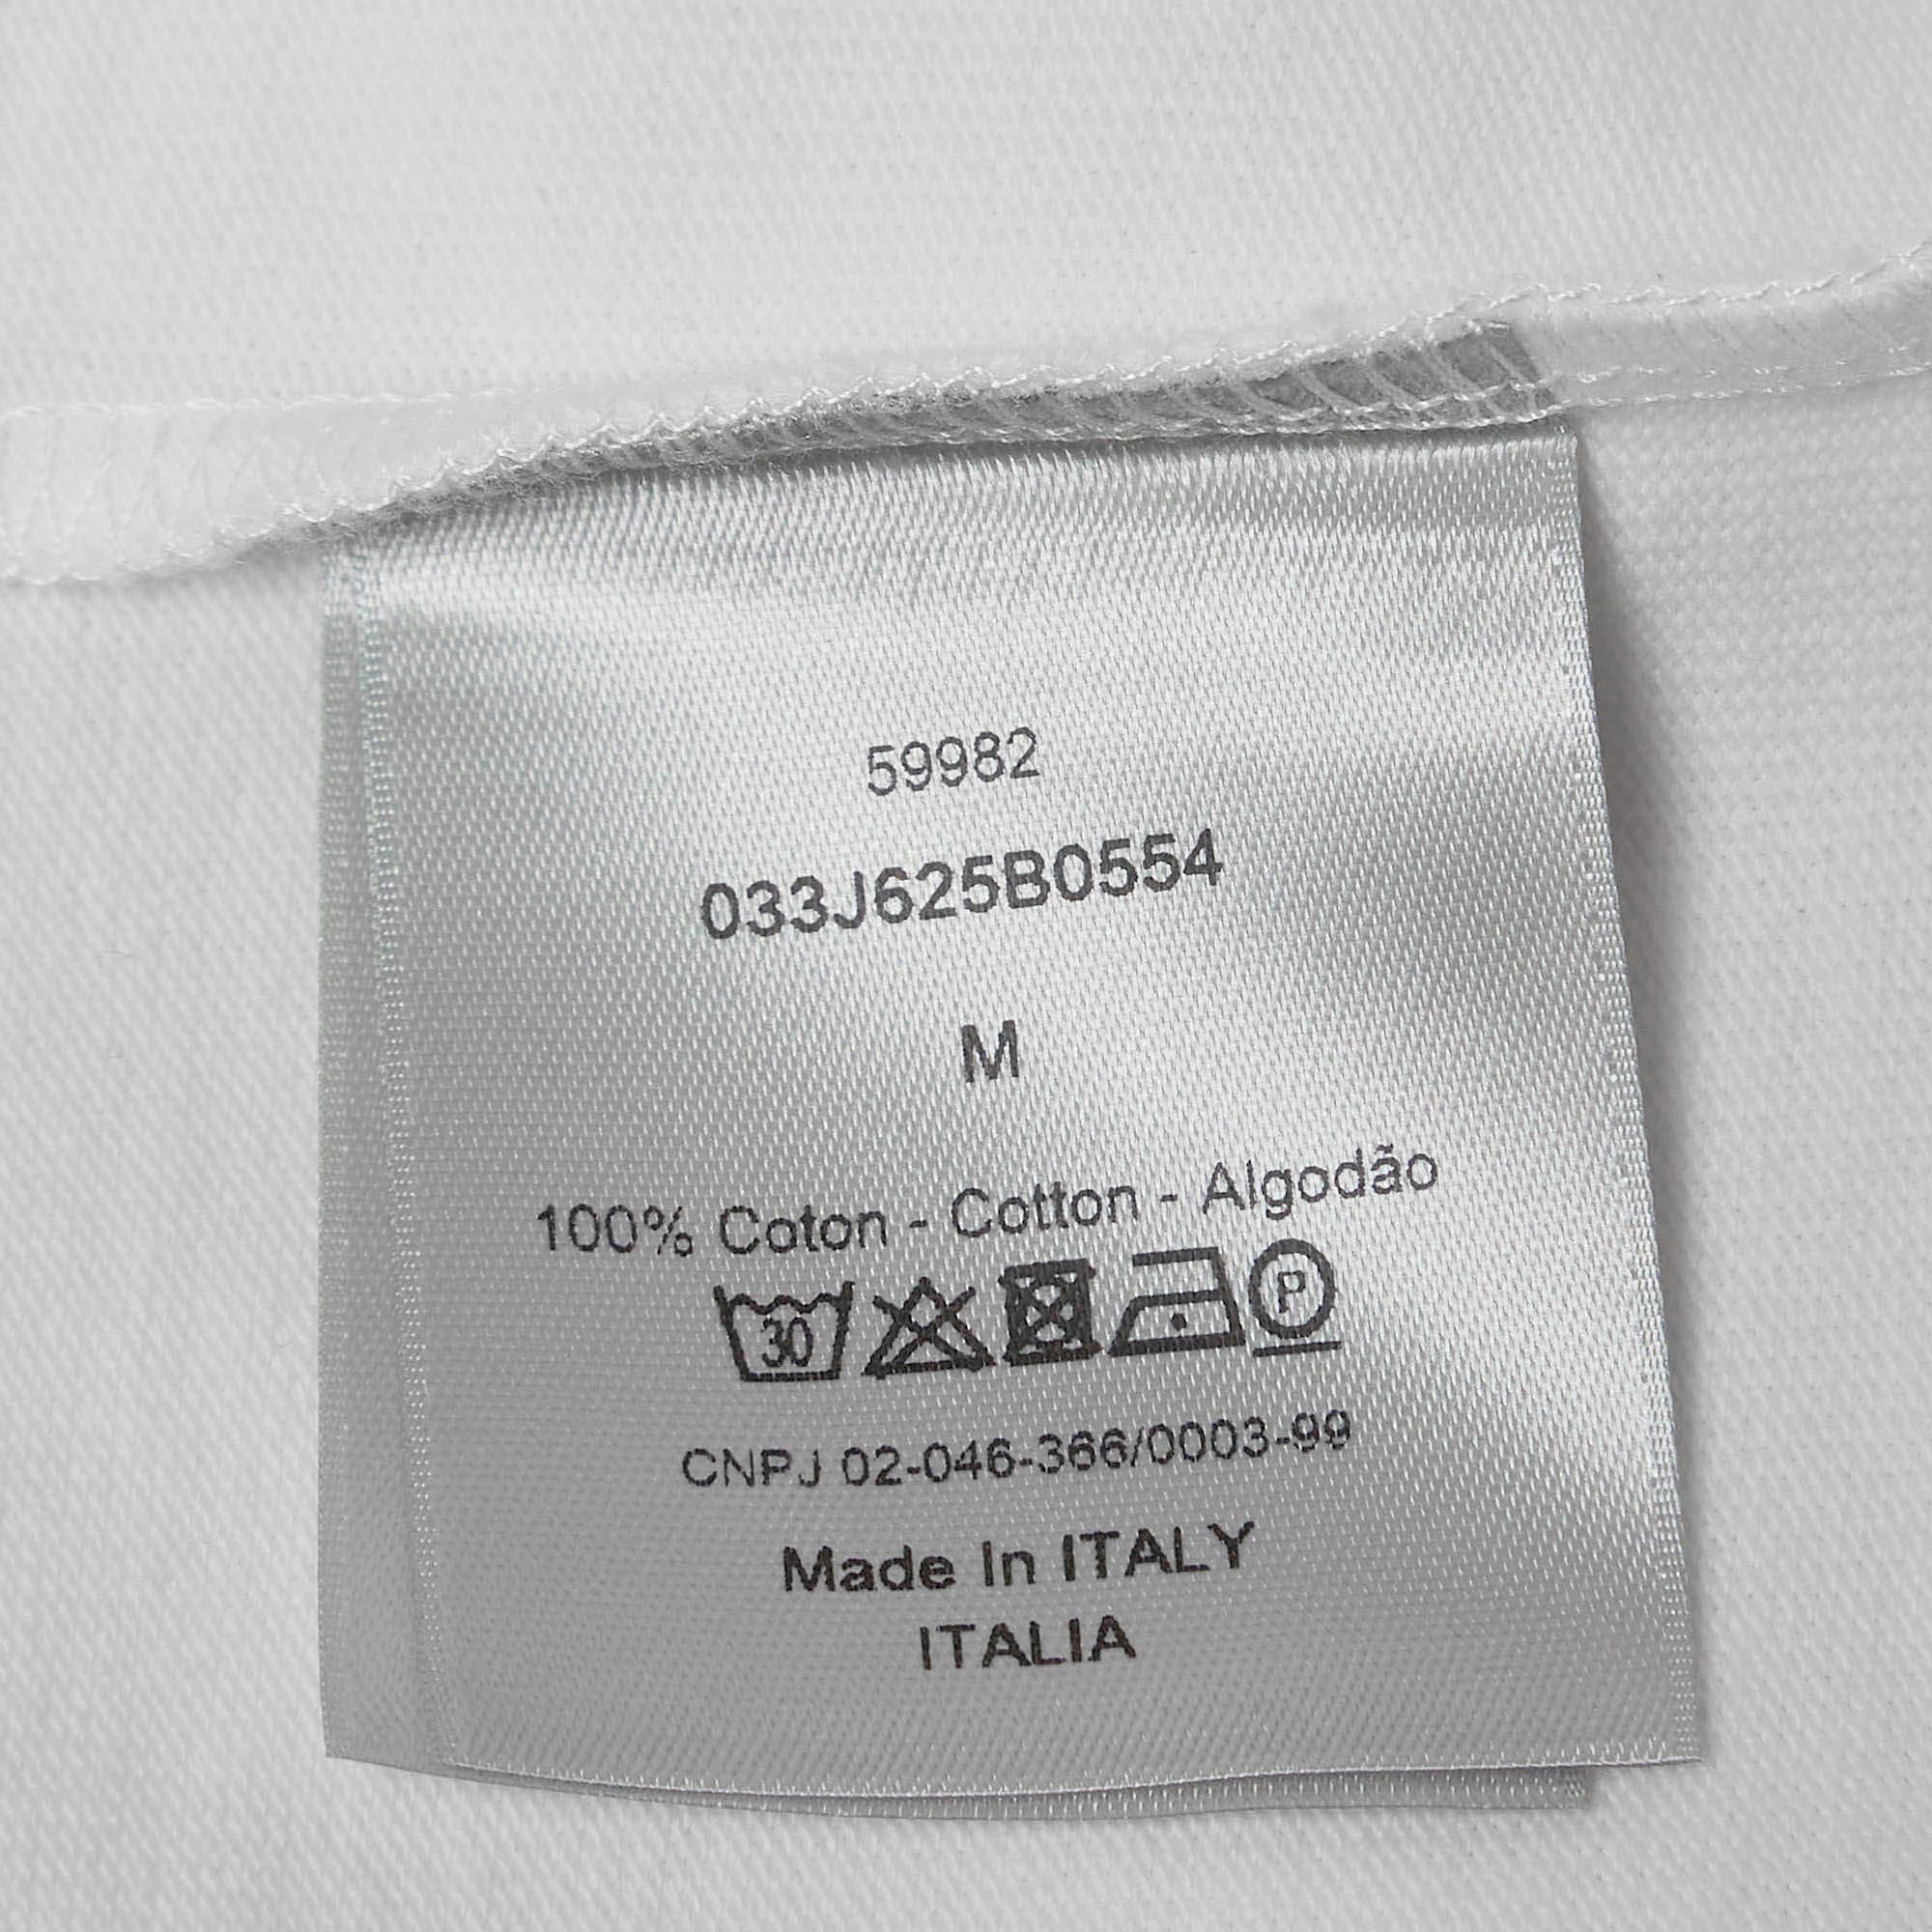 59982
033J625B0554
M
100% Coton - Cotton - Algodão
30 P
CNPJ 02-046-366/0003-99
Made In ITALY
ITALIA